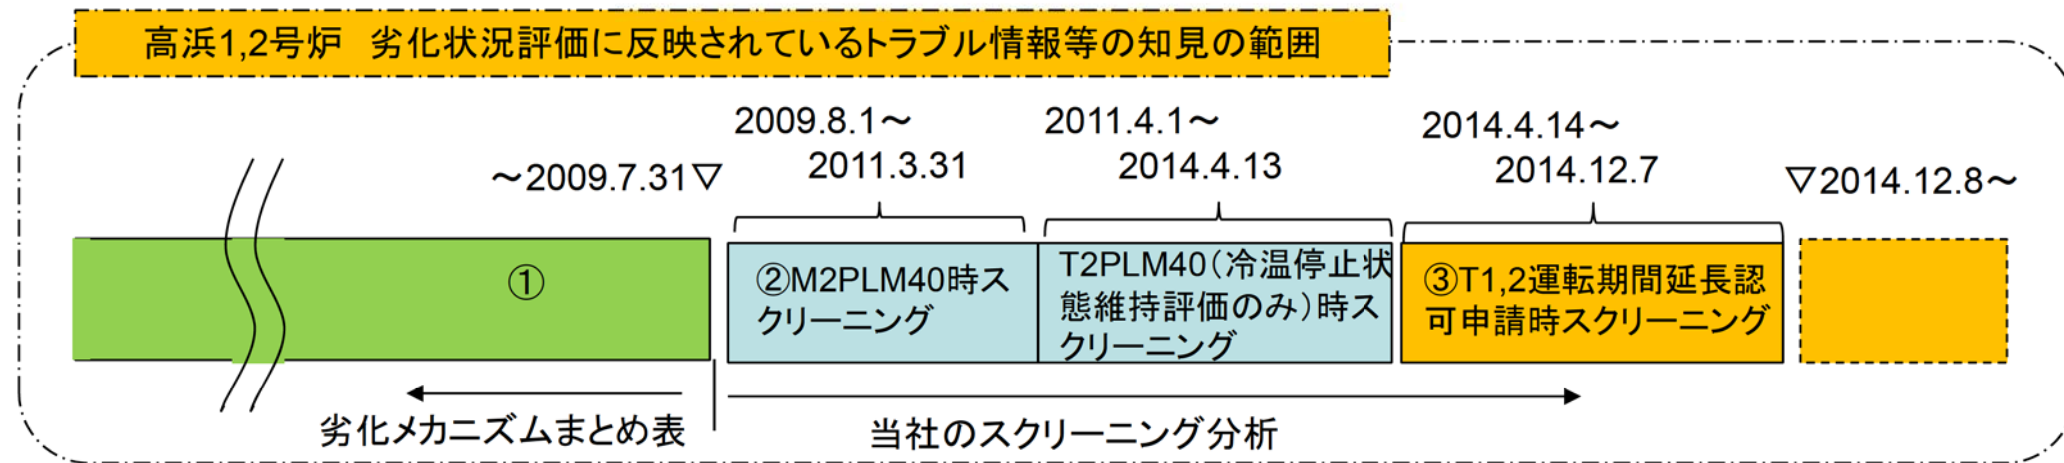 高浜1,2号炉　劣化状況評価に反映されているトラブル情報等の知見の範囲
～2009.7.31▽
2009.8.1～
2011.3.31
2011.4.1～
2014.4.13
2014.4.14～
2014.12.7
▽2014.12.8～
①
②M2PLM40時ス
クリーニング
T2PLM40（冷温停止状
態維持評価のみ）時ス
クリーニング
③T1,2運転期間延長認
可申請時スクリーニング
劣化メカニズムまとめ表
当社のスクリーニング分析